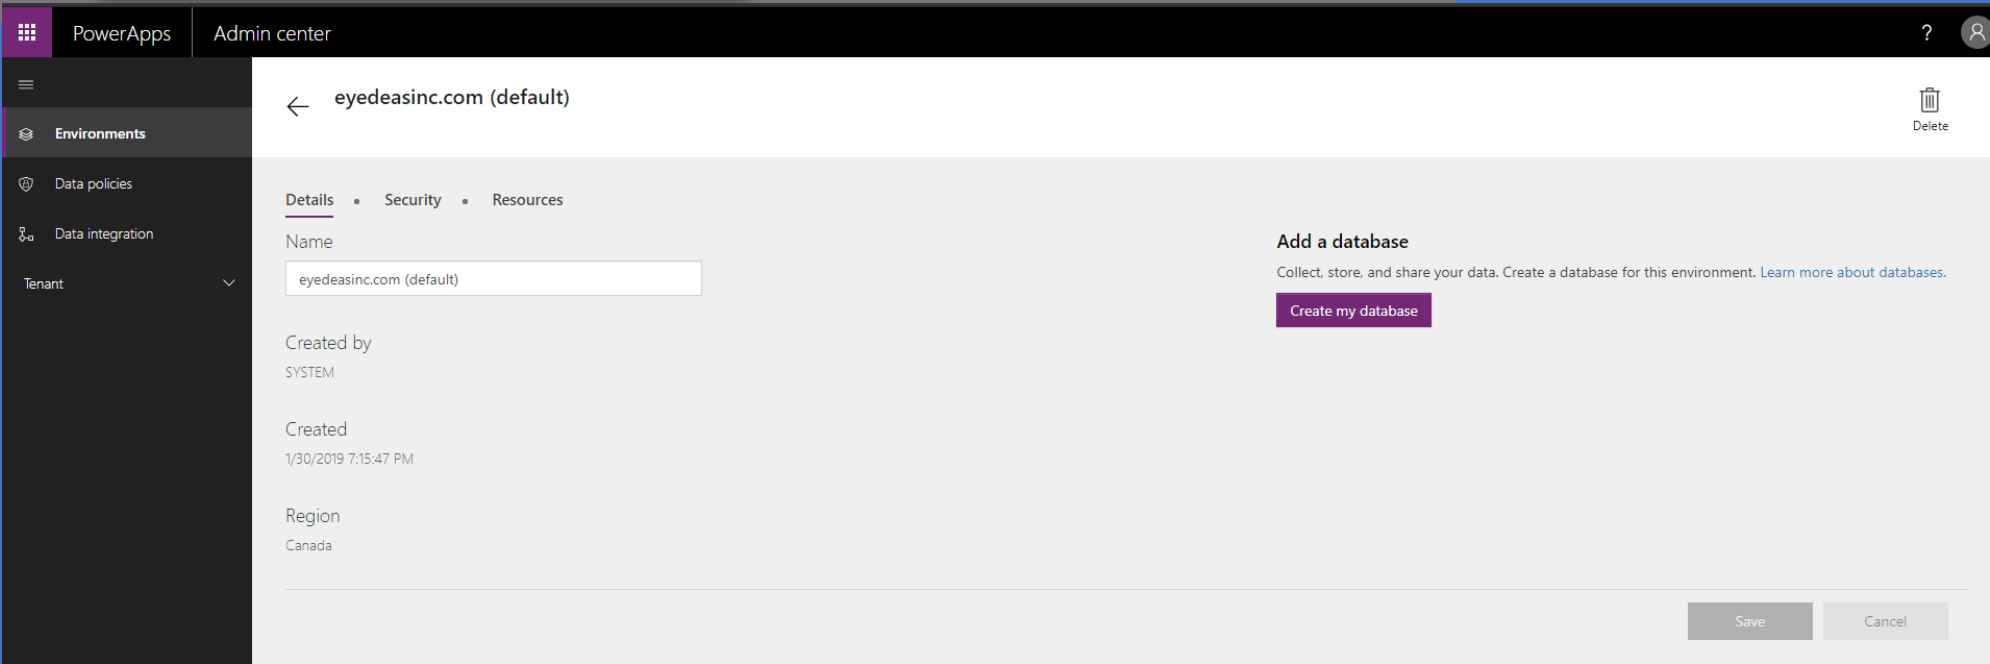 PowerApps
Admin center
?
eyedeasinc.com (default)
Delete
Environments
Data policies
Data integration
Tenant
Details • Security • Resources
Name
eyedeasinc.com (default)
Created by
SYSTEM
Created
1/30/2019 7:15:47 PM
Region
Canada
Add a database
Collect, store, and share your data. Create a database for this environment. Learn more about databases.
Create my database
Save
Cancel